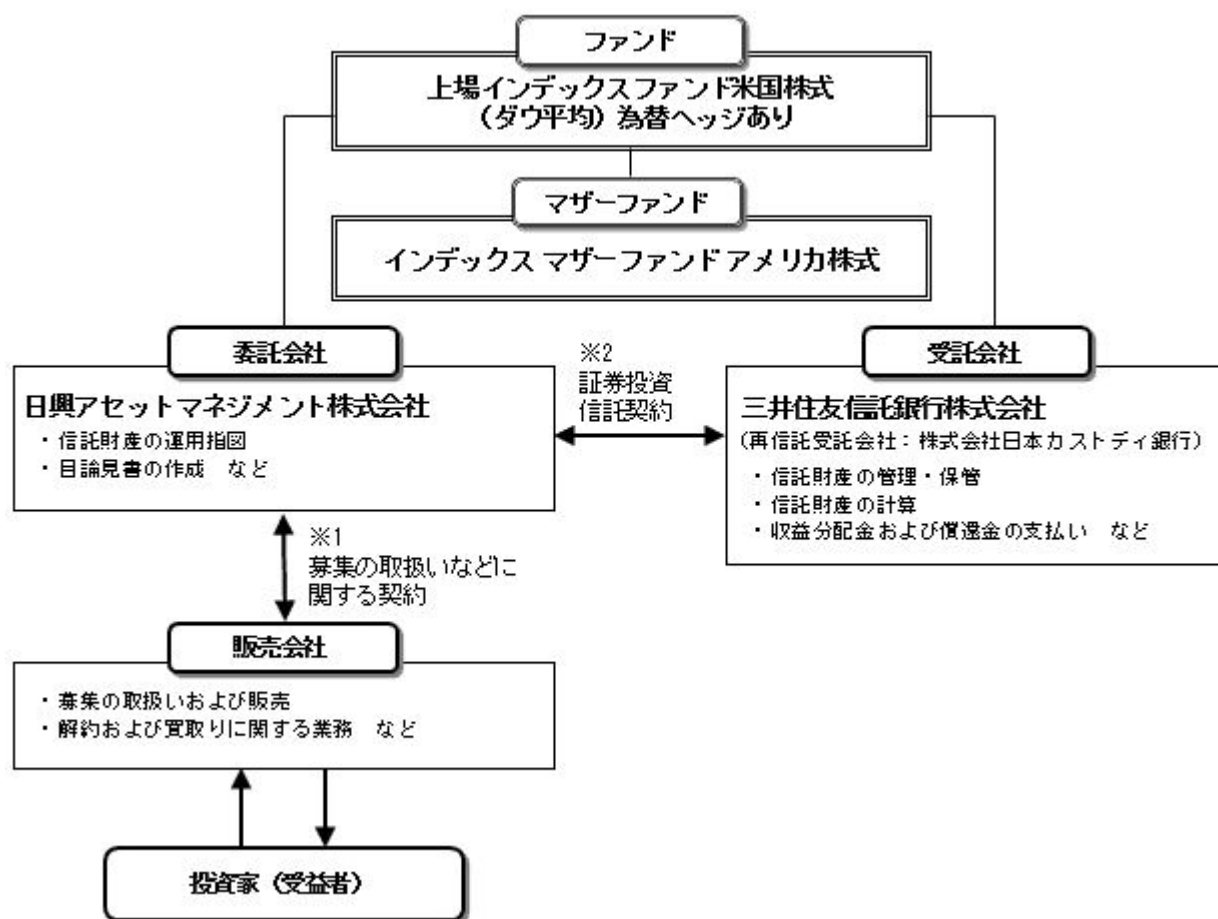 ファンド
上場インデックスファンド米国株式
（ダウ平均）為替ヘッジあり
マザーファンド
インデックス マザーファンド アメリカ株式
委託会社
日興アセットマネジメント株式会社
・信託財産の運用指図
・目論見書の作成　など
※2
証券投資
信託契約
受託会社
三井住友信託銀行株式会社
（再信託受託会社：株式会社日本カストディ銀行）
・信託財産の管理・保管
・信託財産の計算
・収益分配金および償還金の支払い　など
※1
募集の取扱いなどに
関する契約
販売会社
・募集の取扱いおよび販売
・解約および買取りに関する業務　など
投資家（受益者）